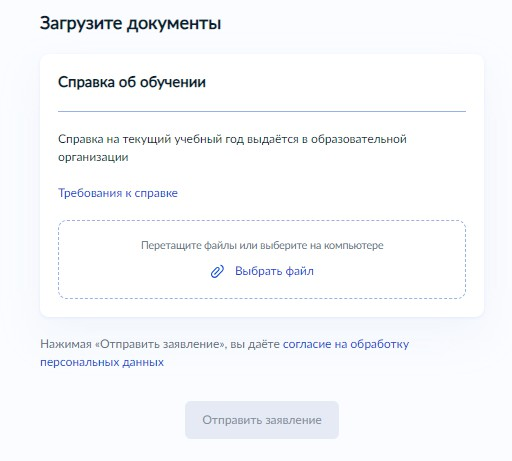 Загрузите документы
Справка об обучении
Справка на текущий учебный год выдаётся в образовательной
организации
Требования к справке
Перетащите файлы или выберите на компьютере
Выбрать файл
Нажимая «Отправить заявление», вы даёте согласие на обработку
персональных данных
Отправить заявление